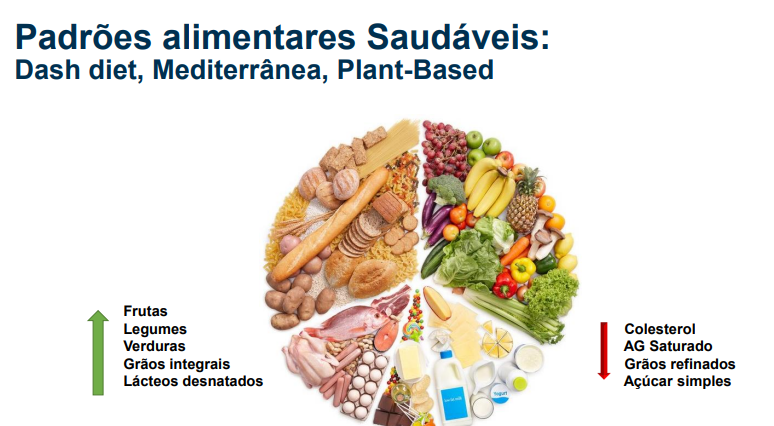 Padrões alimentares Saudáveis:
Dash diet, Mediterrânea, Plant-Based
Frutas
Legumes
Verduras
Grãos integrais
Lácteos desnatados
Colesterol
AG Saturado
Grãos refinados
Açúcar simples